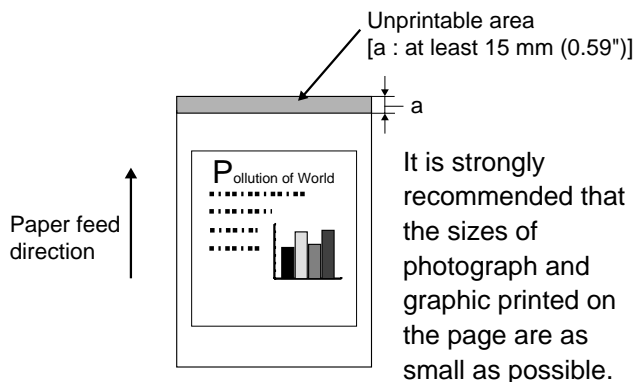 Unprintable area
[a : at least 15 mm (0.59")]
a
Pollution of World
Paper feed
direction
It is strongly
recommended that
the sizes of
photograph and
graphic printed on
the page are as
small as possible.